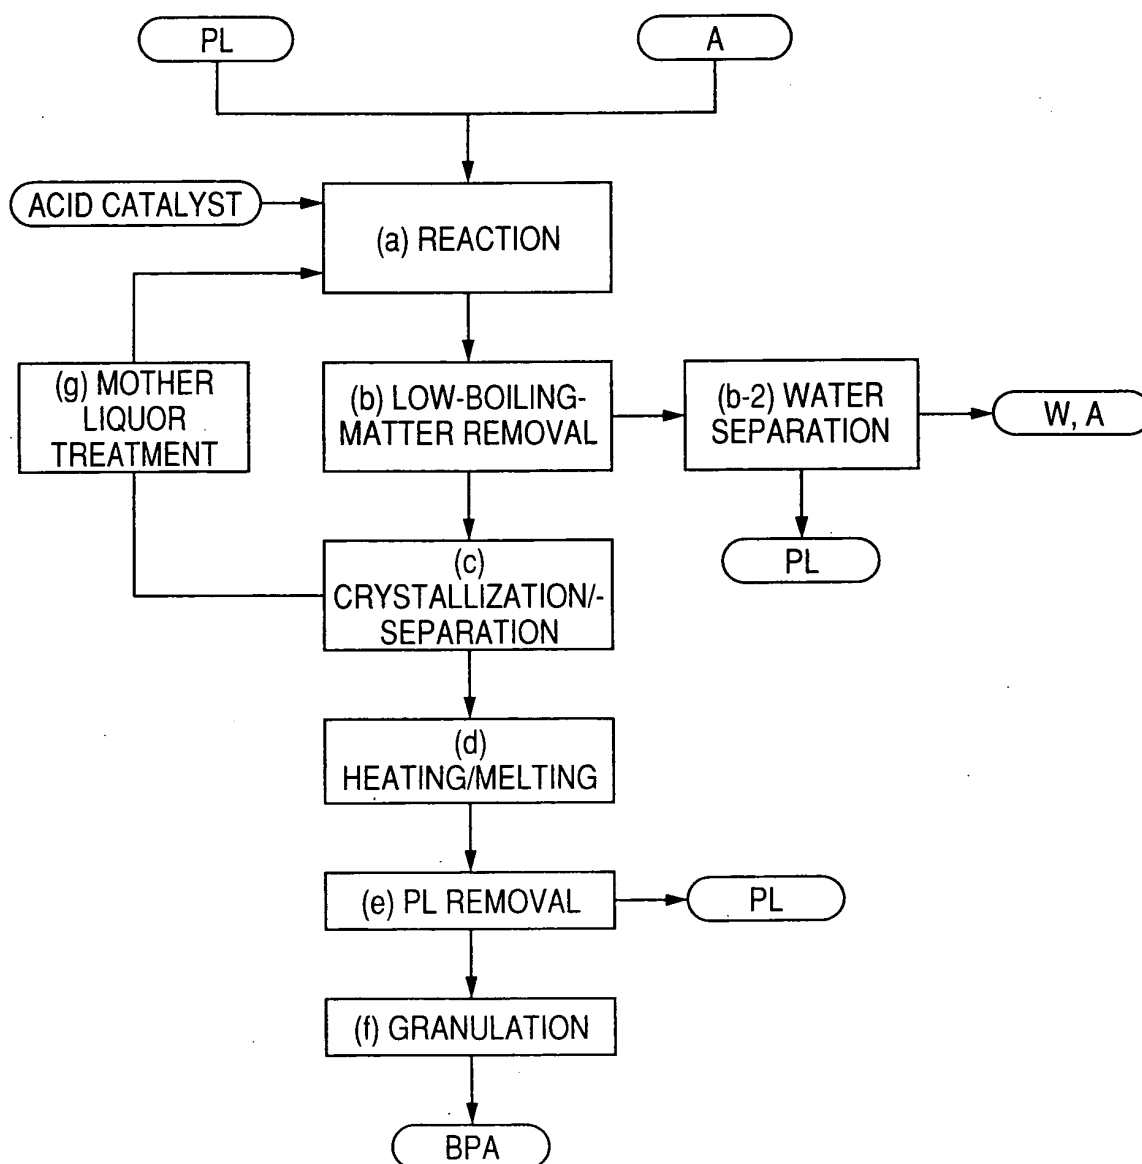 PL
A
ACID CATALYST
(a) REACTION
(g) MOTHER
LIQUOR
TREATMENT
(b) LOW-BOILING-
MATTER REMOVAL
(b-2) WATER
SEPARATION
W, A
PL
(c)
CRYSTALLIZATION/-
SEPARATION
(d)
HEATING/MELTING
(e) PL REMOVAL
PL
(f) GRANULATION
BPA